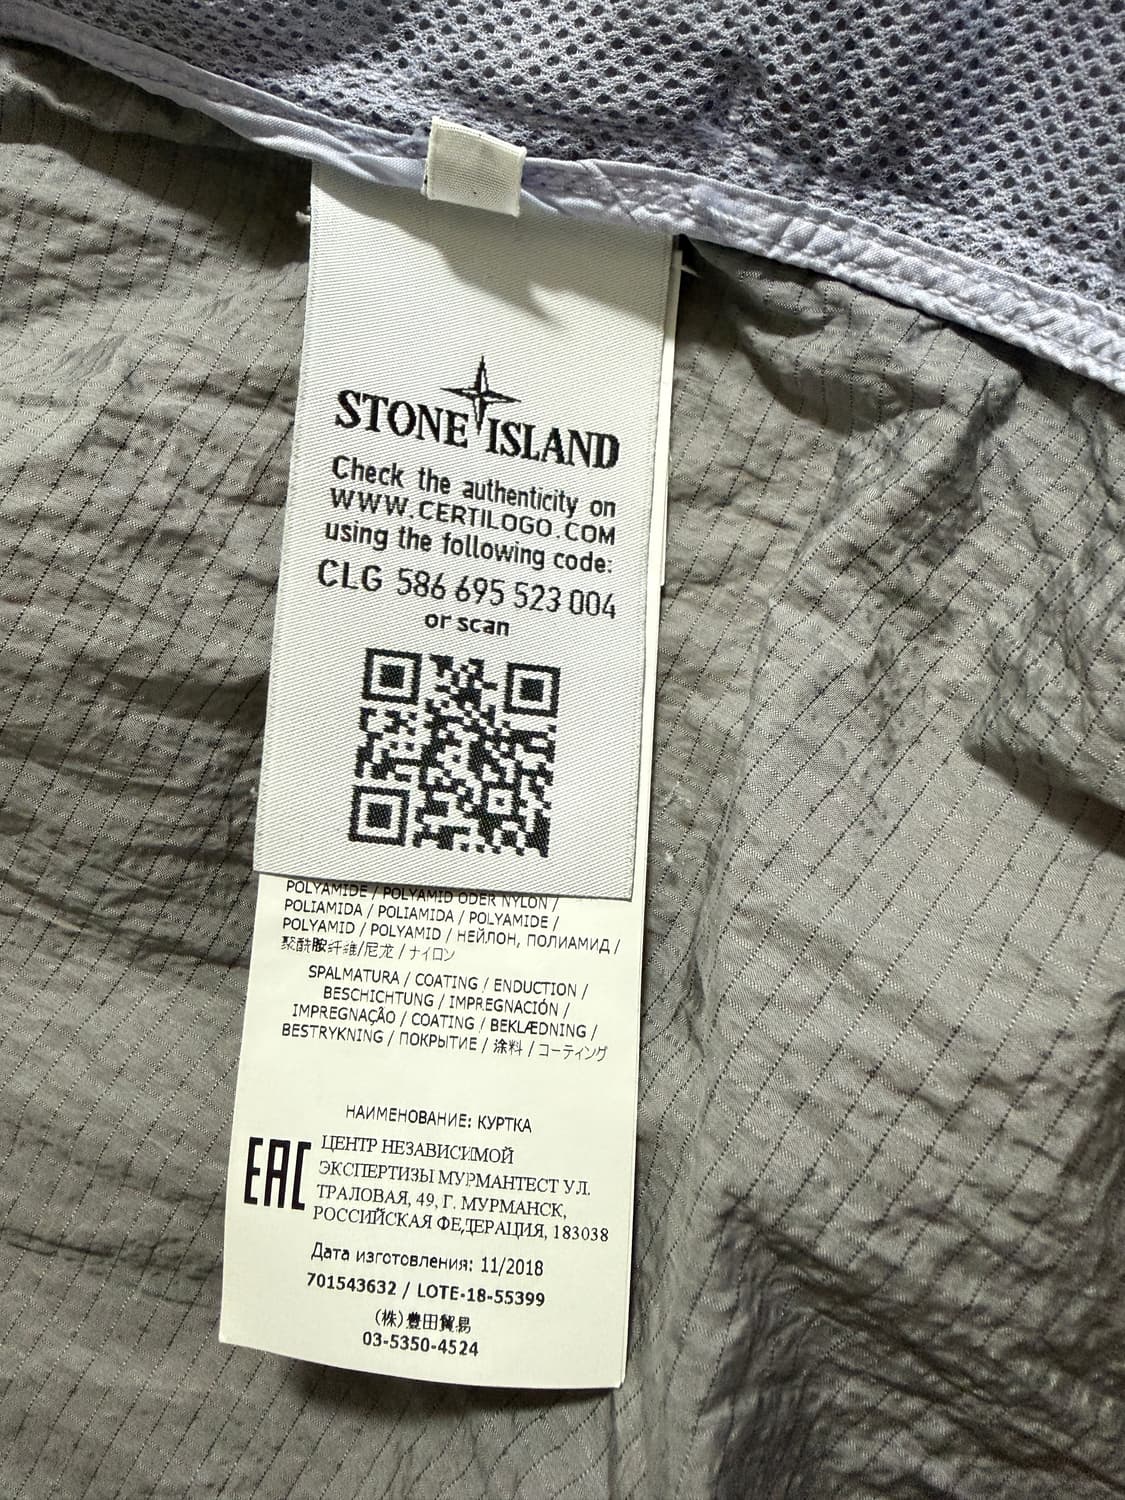 STONE ISLAND
Check the authenticity on
WWW.CERTILOGO.COM
using the following code:
CLG 586 695 523 004
or scan
POLYAMIDE / POLYAMID ODER NYLON /
POLIAMIDA / POLIAMIDA / POLYAMIDE /
POLYAMID / POLYAMID / НЕЙЛОН, ПОЛИАМИД /
聚酰胺纤维/尼龙 / ナイロン
SPALMATURA / COATING / ENDUCTION /
BESCHICHTUNG / IMPREGNACIÓN /
IMPREGNAÇÃO / COATING / BEKLÆDNING /
BESTRYKNING / ПОКРЫТИЕ / 涂料 / コーティング
НАИМЕНОВАНИЕ: КУРТКА
EAC
ЦЕНТР НЕЗАВИСИМОЙ
ЭКСПЕРТИЗЫ МУРМАНТЕСТ УЛ.
ТРАЛОВАЯ, 49, Г. МУРМАНСК,
РОССИЙСКАЯ ФЕДЕРАЦИЯ, 183038
Дата изготовления: 11/2018
701543632 / LOTE-18-55399
(株)豊田貿易
03-5350-4524